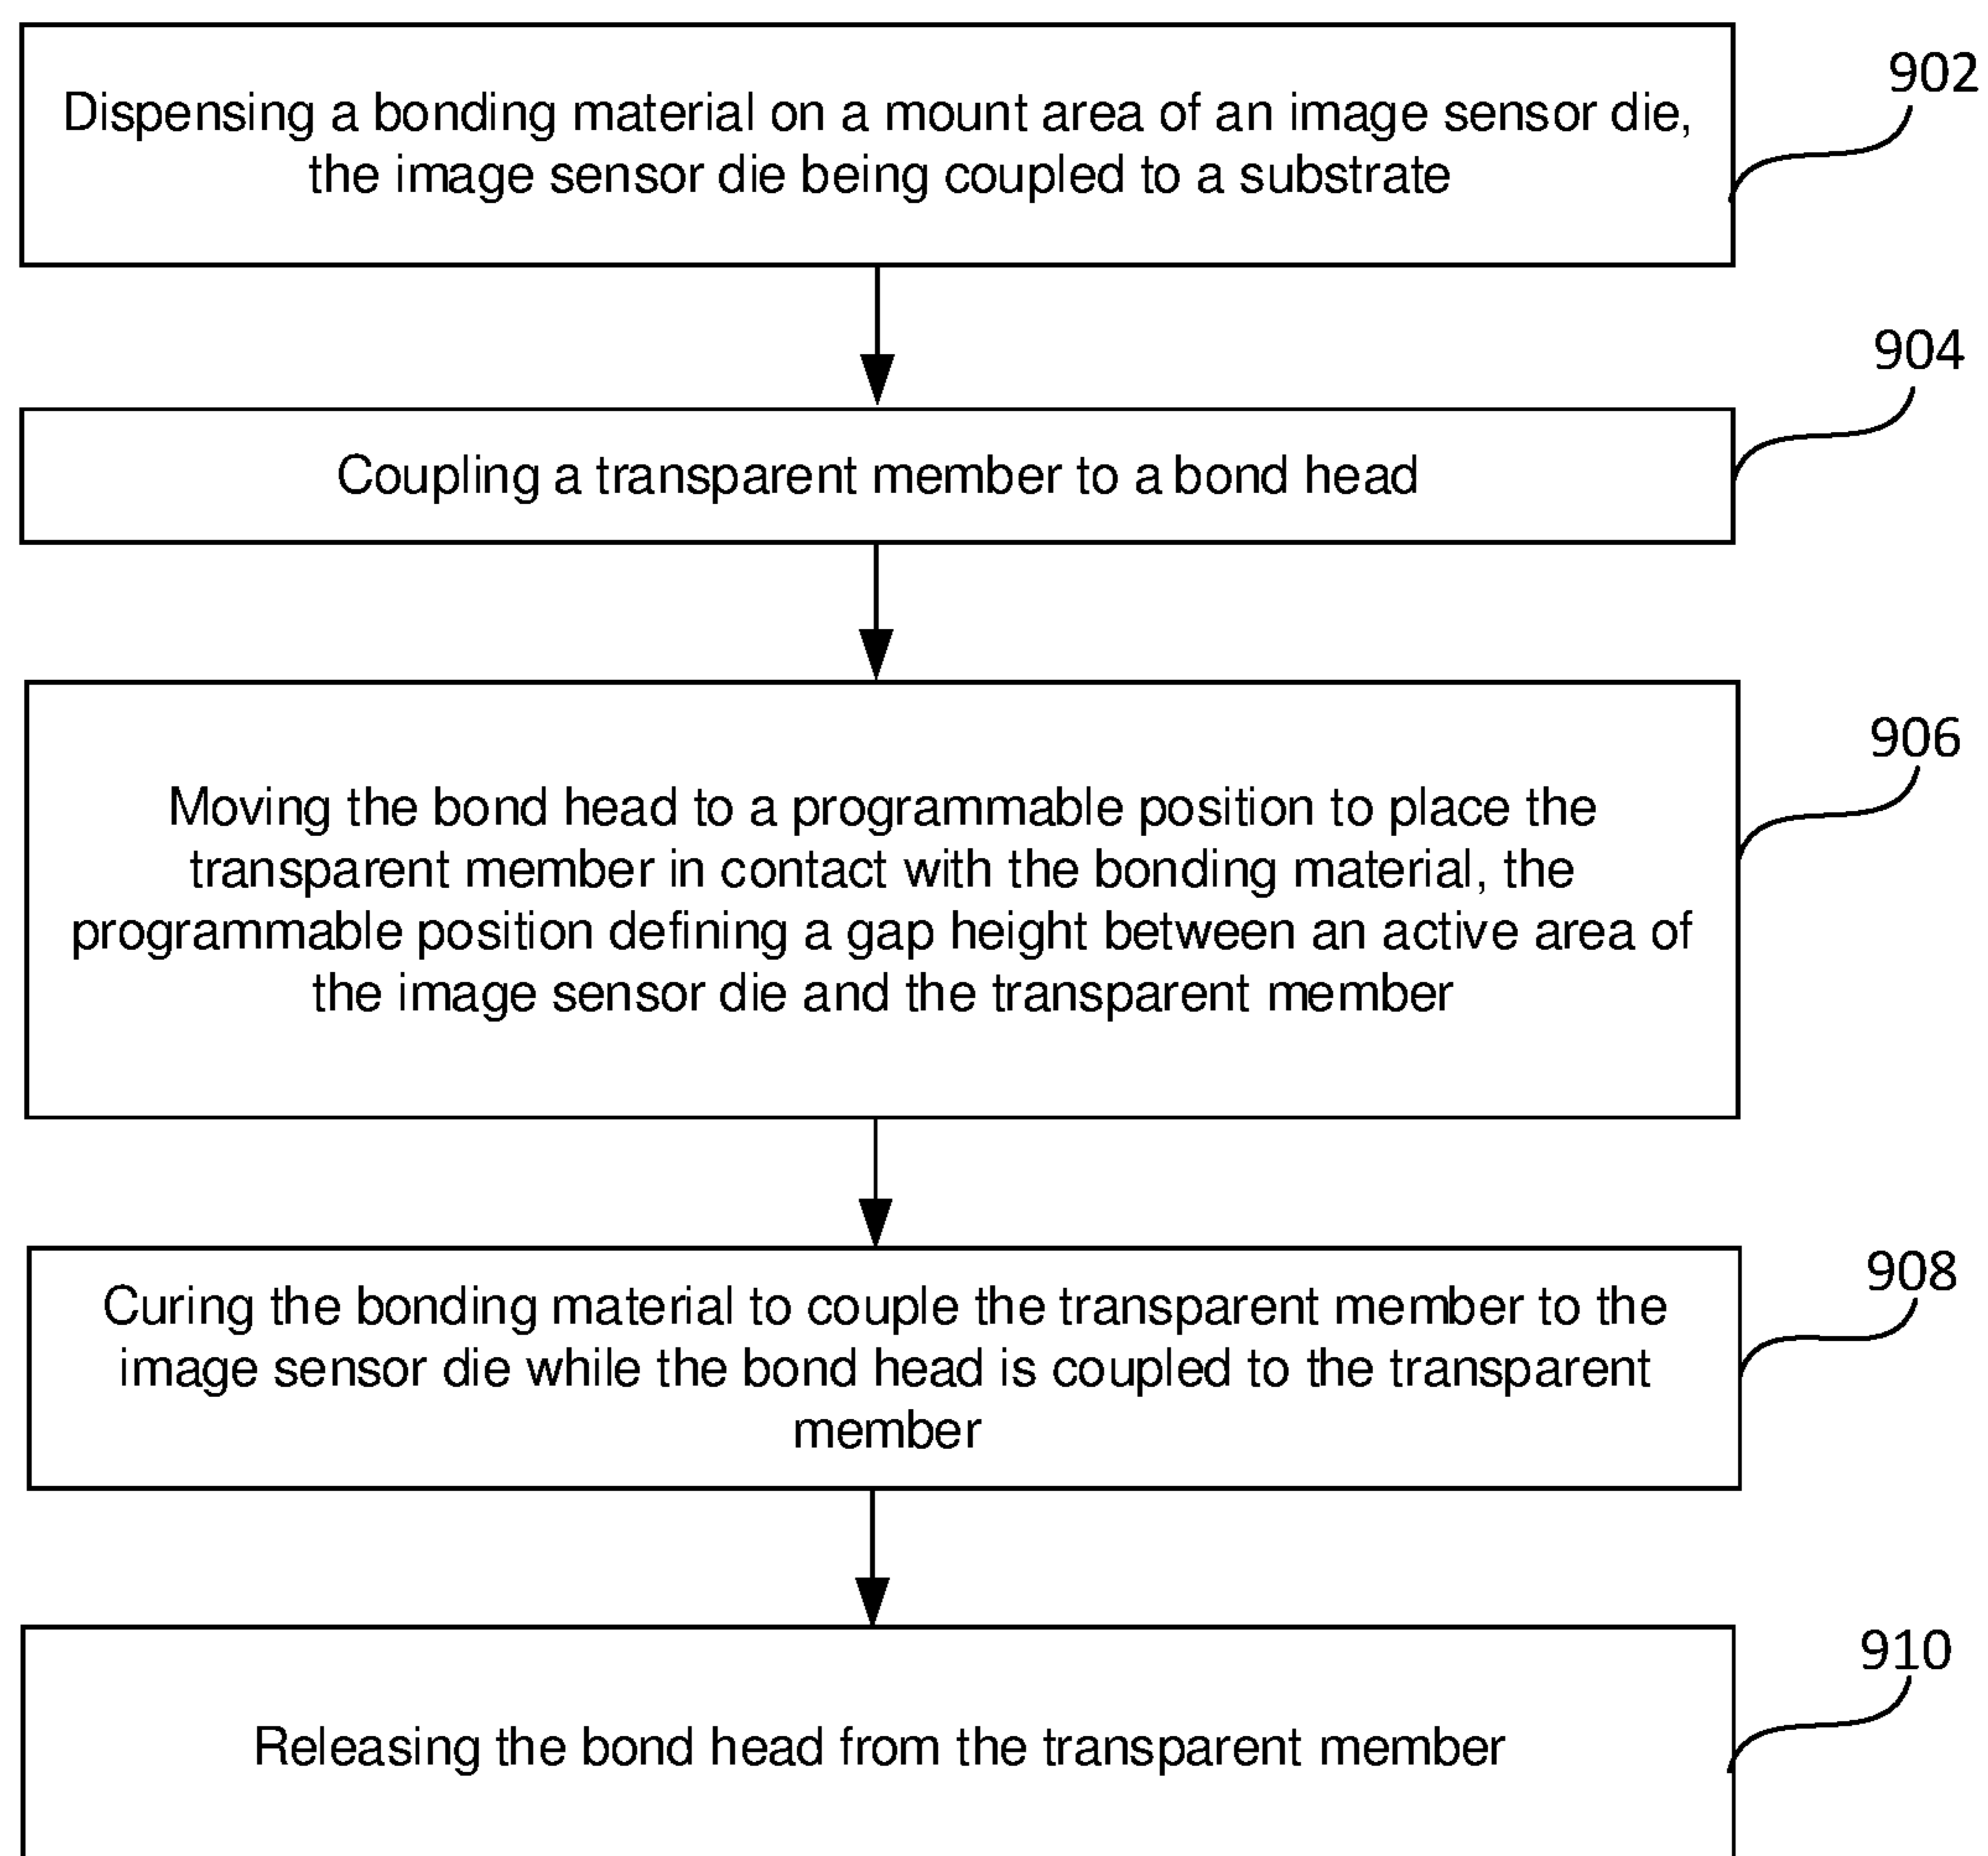 902
Dispensing a bonding material on a mount area of an image sensor die,
the image sensor die being coupled to a substrate
904
Coupling a transparent member to a bond head
906
Moving the bond head to a programmable position to place the
transparent member in contact with the bonding material, the
programmable position defining a gap height between an active area of
the image sensor die and the transparent member
908
Curing the bonding material to couple the transparent member to the
image sensor die while the bond head is coupled to the transparent
member
910
Releasing the bond head from the transparent member